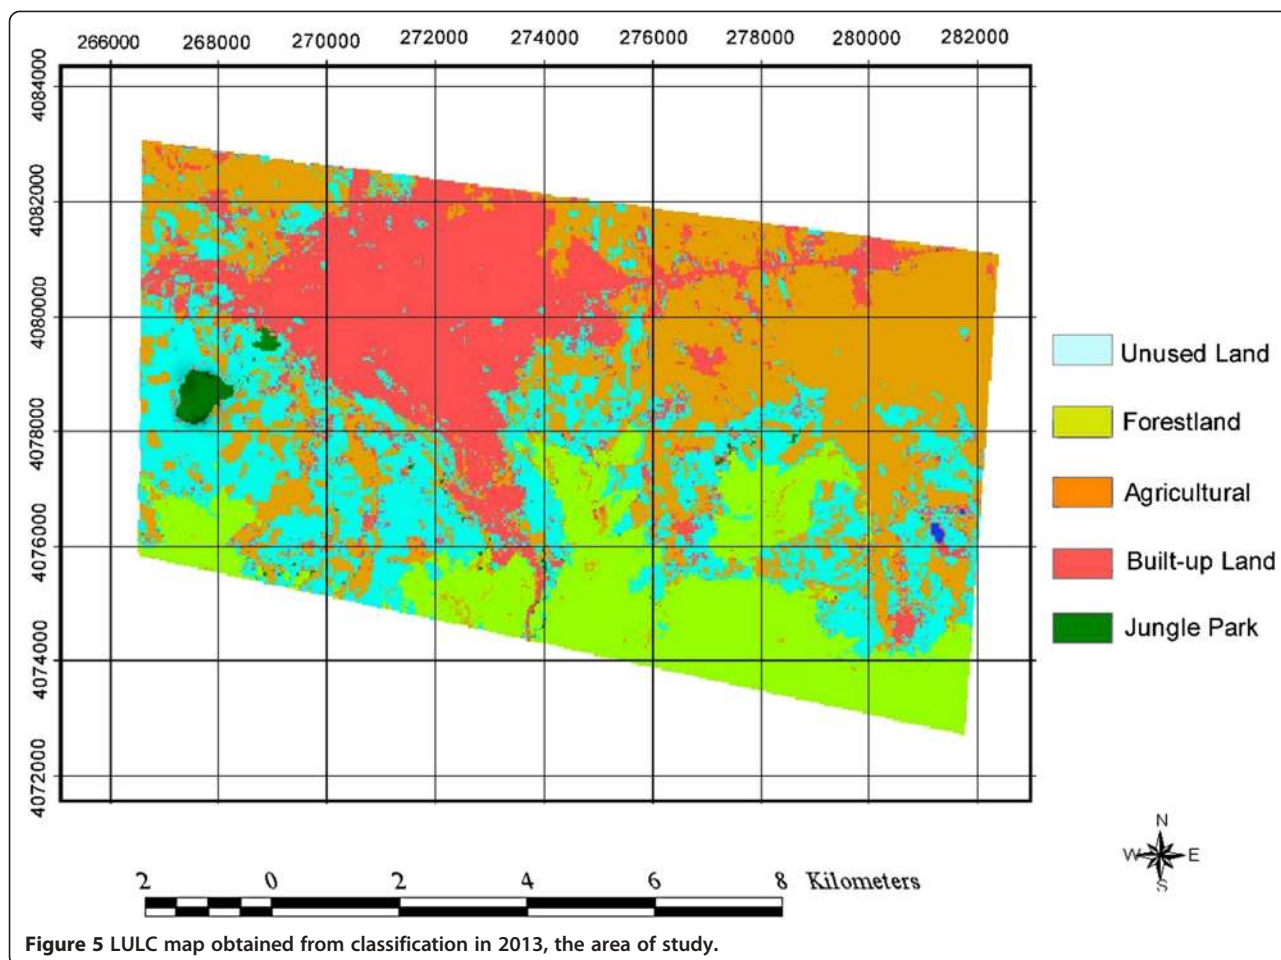 266000 268000 270000 272000 274000 276000 278000 280000 282000
4084000
4082000
4080000
4078000
4076000
4074000
4072000
Unused Land
Forestland
Agricultural
Built-up Land
Jungle Park
N
W E
S
2 0 2 4 6 8 Kilometers
Figure 5 LULC map obtained from classification in 2013, the area of study.